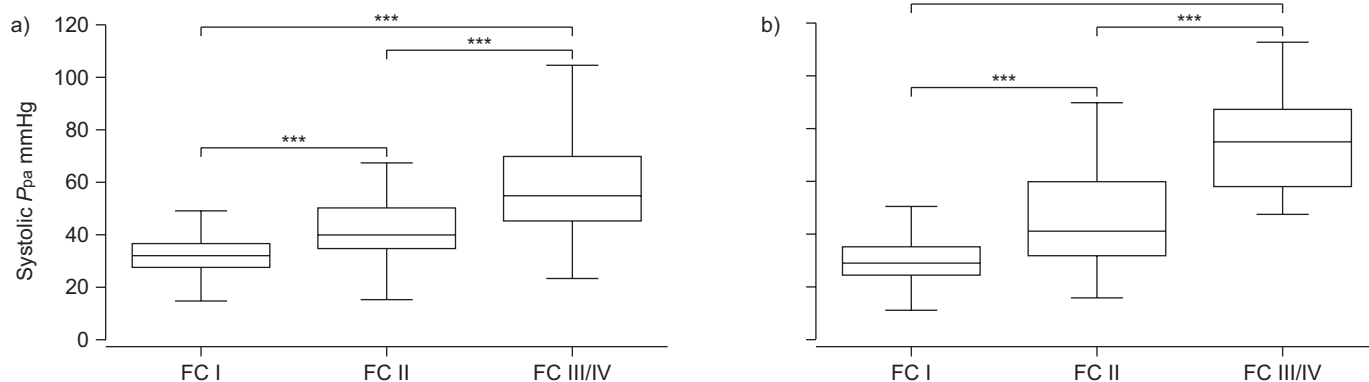 a)
Systolic Ppa mmHg
120
100
80
60
40
20
0
***
***
***
FC I
FC II
FC III/IV
b)
***
***
FC I
FC II
FC III/IV